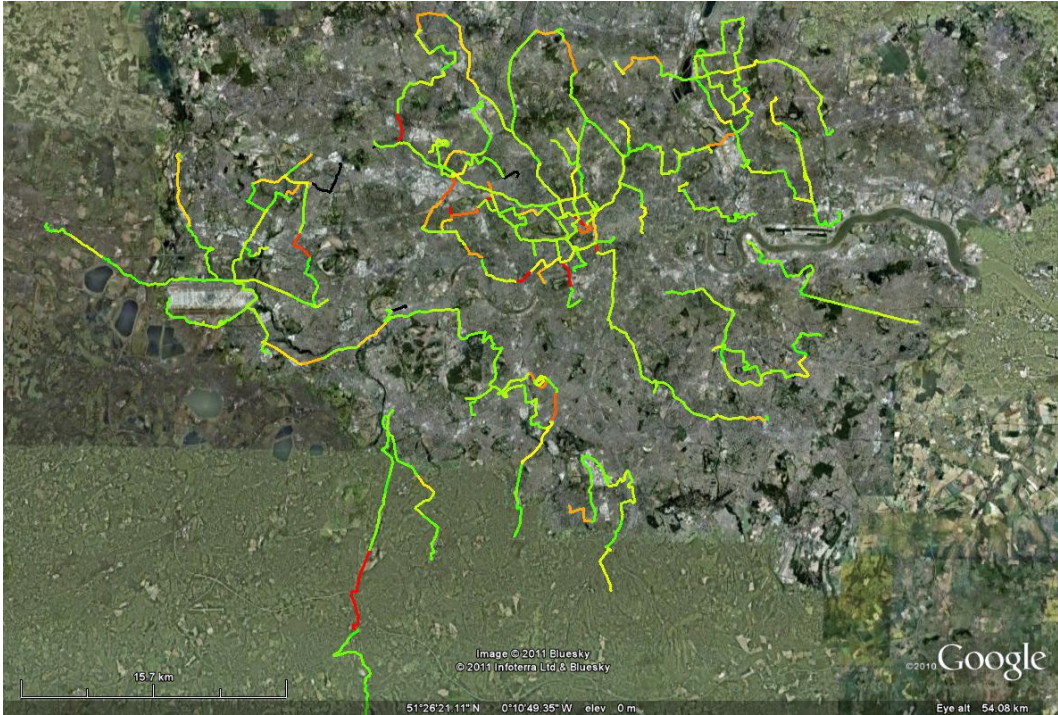 Image © 2011 Bluesky
© 2011 Infoterra Ltd & Bluesky
©2010 Google
15.7 km
51°26'21.11" N 0°10'49.35" W elev 0 m Eye alt 54.08 km